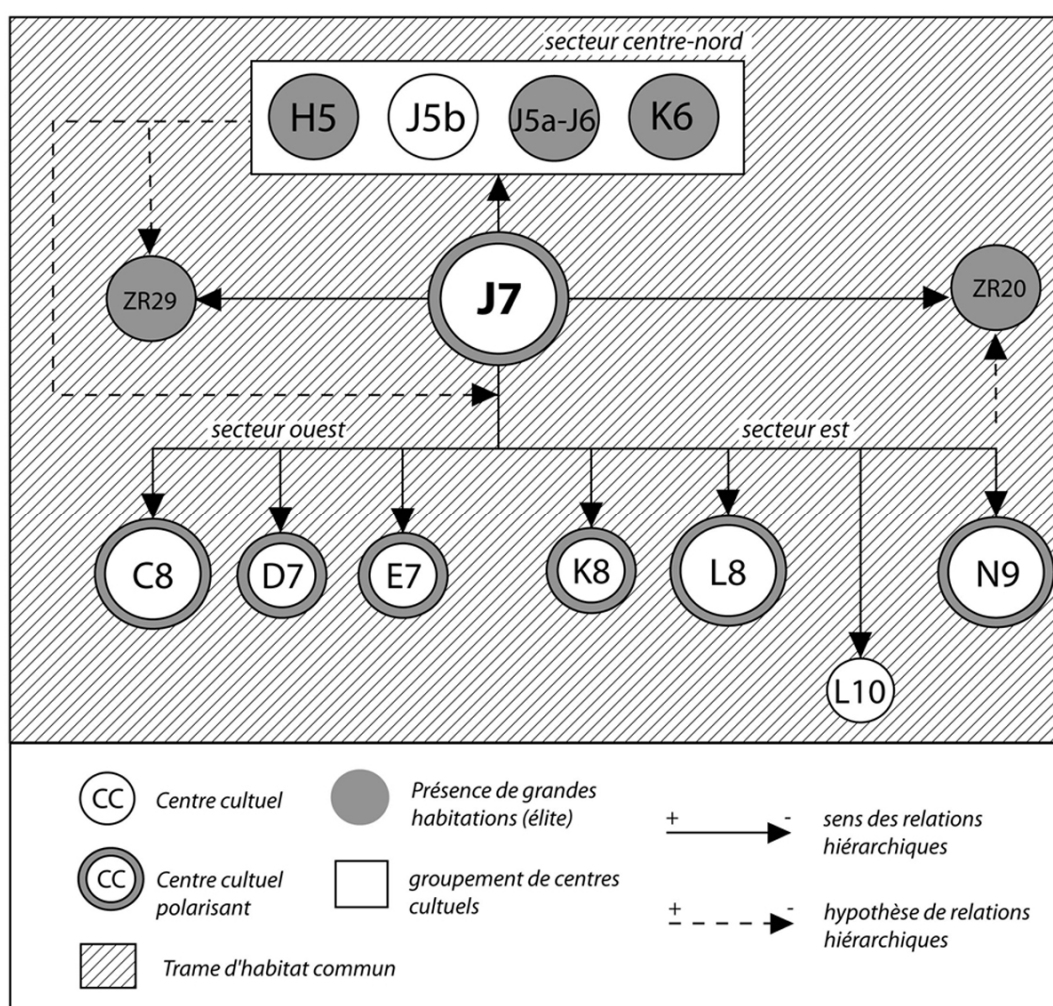 secteur centre-nord
H5
J5b
J5a-J6
K6
ZR29
J7
ZR20
secteur ouest
secteur est
C8
D7
E7
K8
L8
N9
L10
CC
Centre cultuel
Présence de grandes
habitations (élite)
+ -
sens des relations
hiérarchiques
CC
Centre cultuel
polarisant
groupement de centres
cultuels
+ -
hypothèse de relations
hiérarchiques
Trame d'habitat commun